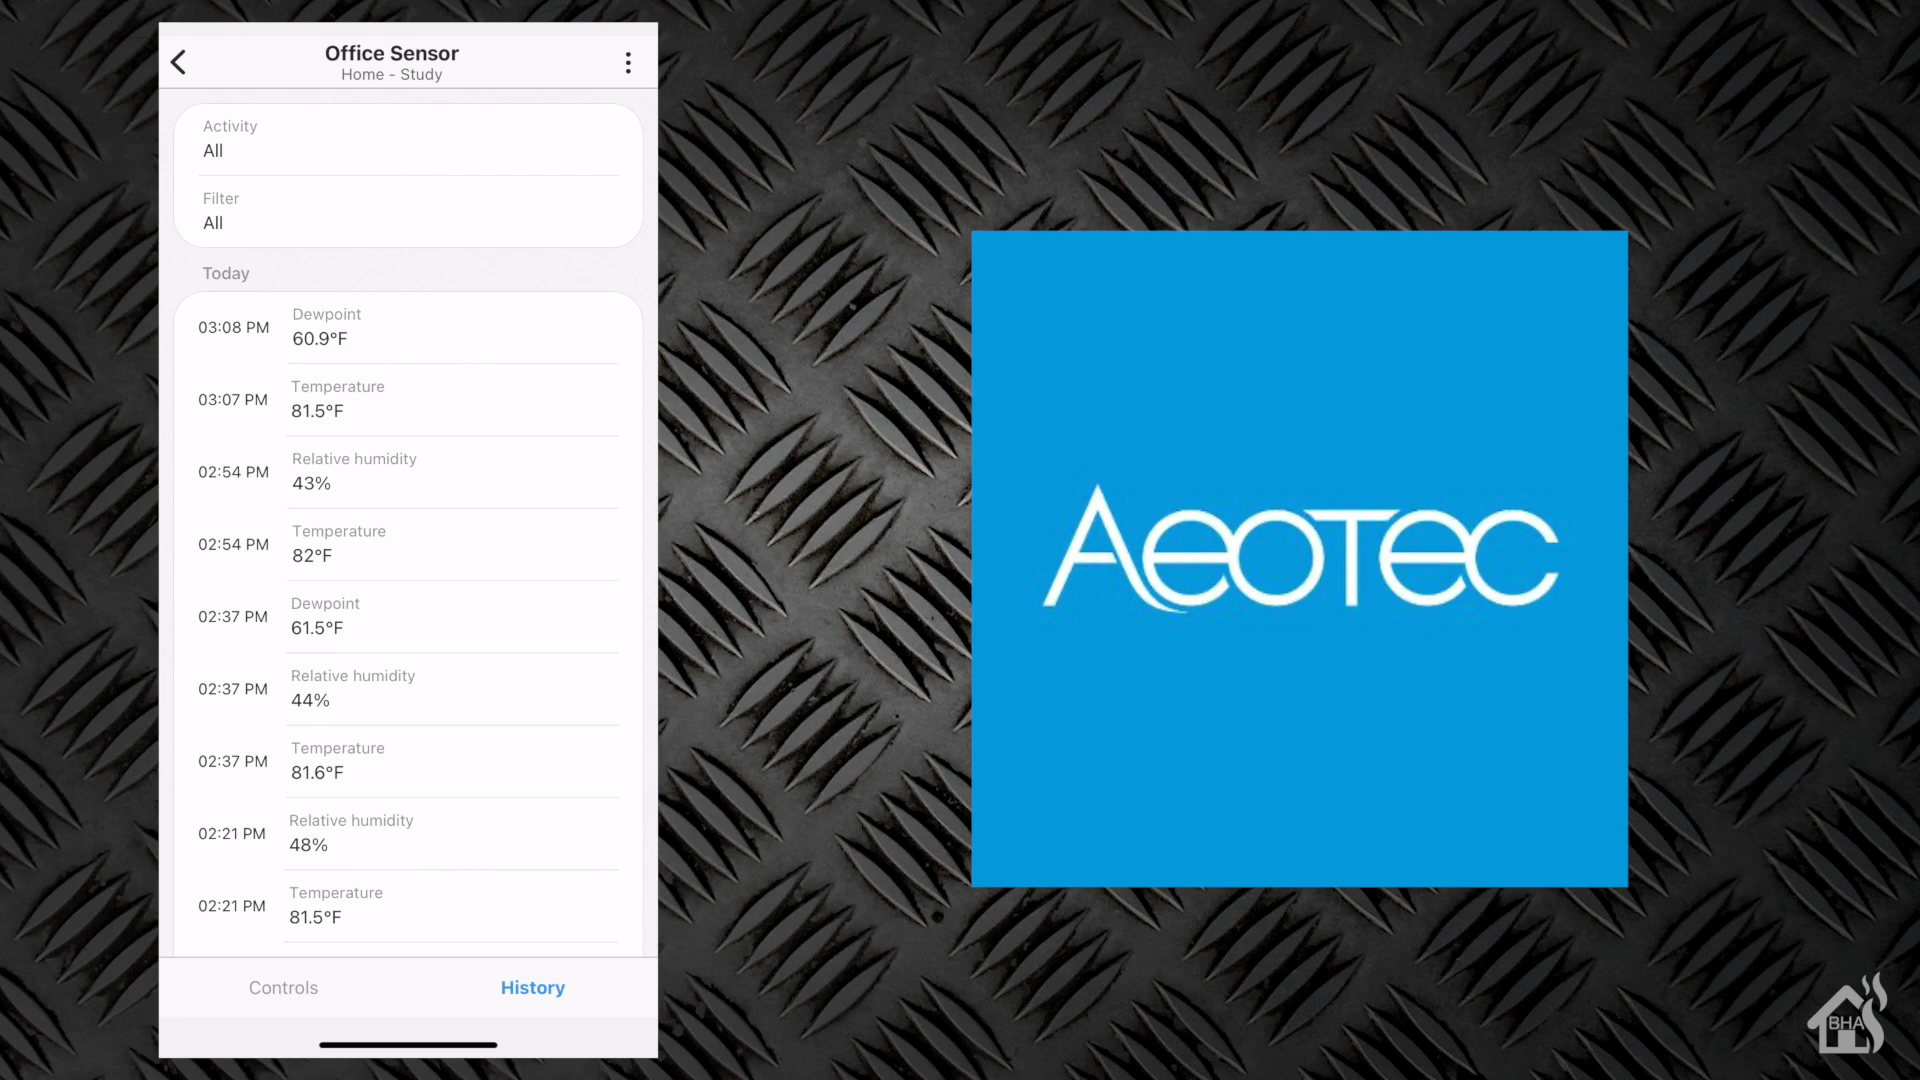 Office Sensor
Home - Study
Activity
All
Filter
All
Today
03:08 PM
Dewpoint
60.9°F
03:07 PM
Temperature
81.5°F
02:54 PM
Relative humidity
43%
02:54 PM
Temperature
82°F
02:37 PM
Dewpoint
61.5°F
02:37 PM
Relative humidity
44%
02:37 PM
Temperature
81.6°F
02:21 PM
Relative humidity
48%
02:21 PM
Temperature
81.5°F
Controls
History
AEOTEC
BHA